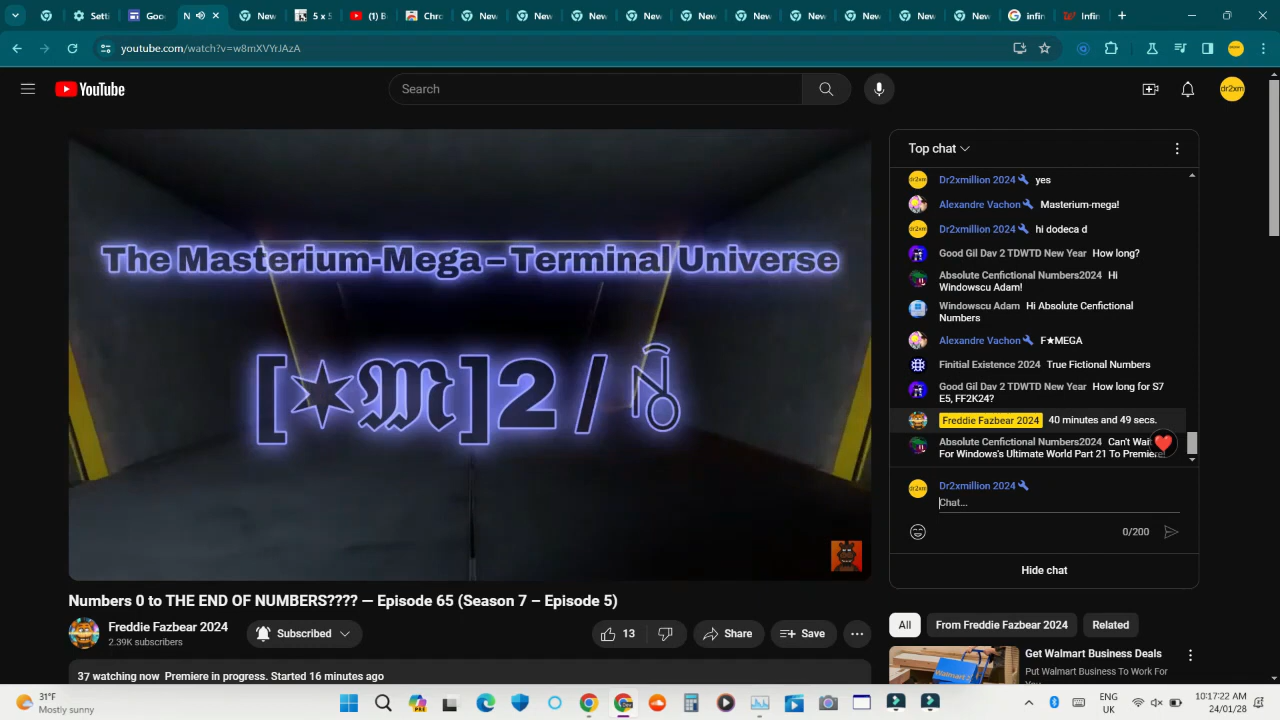 Setti
Goo
N
New
5 x 5
(1) B
Chro
New
New
New
New
New
New
New
New
New
New
infin
Infin
youtube.com/watch?v=w8mXVYrJAzA
YouTube
Search
dr2xm
The Masterium-Mega – Terminal Universe
[✶𝔐]2 /
Numbers 0 to THE END OF NUMBERS???? — Episode 65 (Season 7 – Episode 5)
Freddie Fazbear 2024
2.39K subscribers
Subscribed
13
Share
Save
37 watching now Premiere in progress. Started 16 minutes ago
Top chat
Dr2xmillion 2024 yes
Alexandre Vachon Masterium-mega!
Dr2xmillion 2024 hi dodeca d
Good Gil Dav 2 TDWTD New Year How long?
Absolute Cenfictional Numbers2024 Hi
Windowscu Adam!
Windowscu Adam Hi Absolute Cenfictional
Numbers
Alexandre Vachon F★MEGA
Finitial Existence 2024 True Fictional Numbers
Good Gil Dav 2 TDWTD New Year How long for S7
E5, FF2K24?
Freddie Fazbear 2024 40 minutes and 49 secs.
Absolute Cenfictional Numbers2024 Can't Wait
For Windows's Ultimate World Part 21 To Premiere
Dr2xmillion 2024
Chat...
0/200
Hide chat
All
From Freddie Fazbear 2024
Related
Get Walmart Business Deals
Put Walmart Business To Work For
31°F
Mostly sunny
ENG
UK
10:17:22 AM
24/01/28